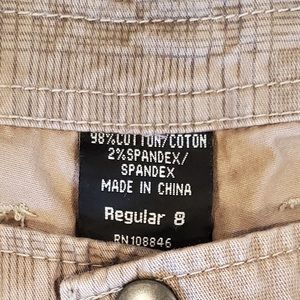 98%COTTON/COTON
2%SPANDEX/
SPANDEX
MADE IN CHINA
Regular 8
RN108846